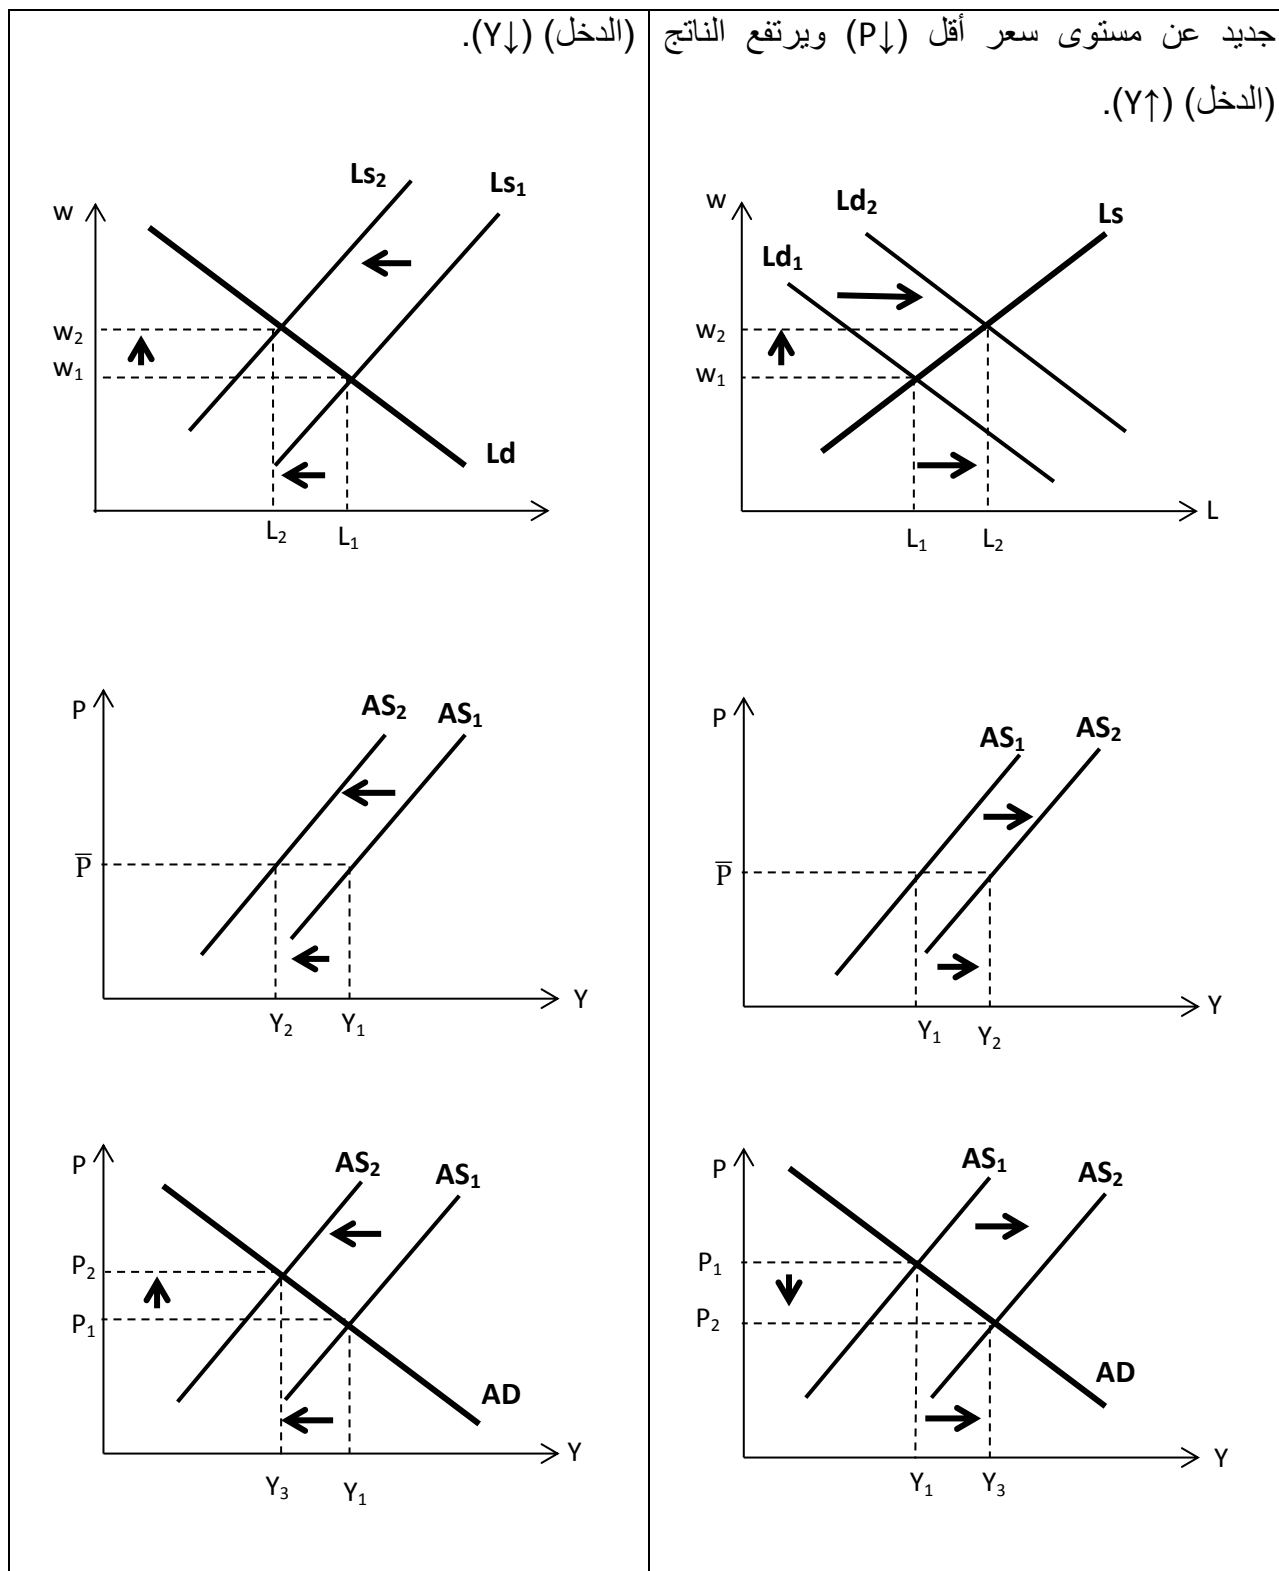 جديد عن مستوى سعر أقل (P↓) ويرتفع الناتج
(الدخل) (Y↑).
w
Ld₂
Ls
Ld₁
w₂
w₁
L
L₁ L₂
P
AS₁ AS₂
P̅
Y
Y₁ Y₂
P
AS₁ AS₂
P₁
P₂
AD
Y
Y₁ Y₃
(الدخل) (Y↓).
Ls₂ Ls₁
w
w₂
w₁
Ld
L₂ L₁
P
AS₂ AS₁
P̅
Y
Y₂ Y₁
P
AS₂ AS₁
P₂
P₁
AD
Y
Y₃ Y₁